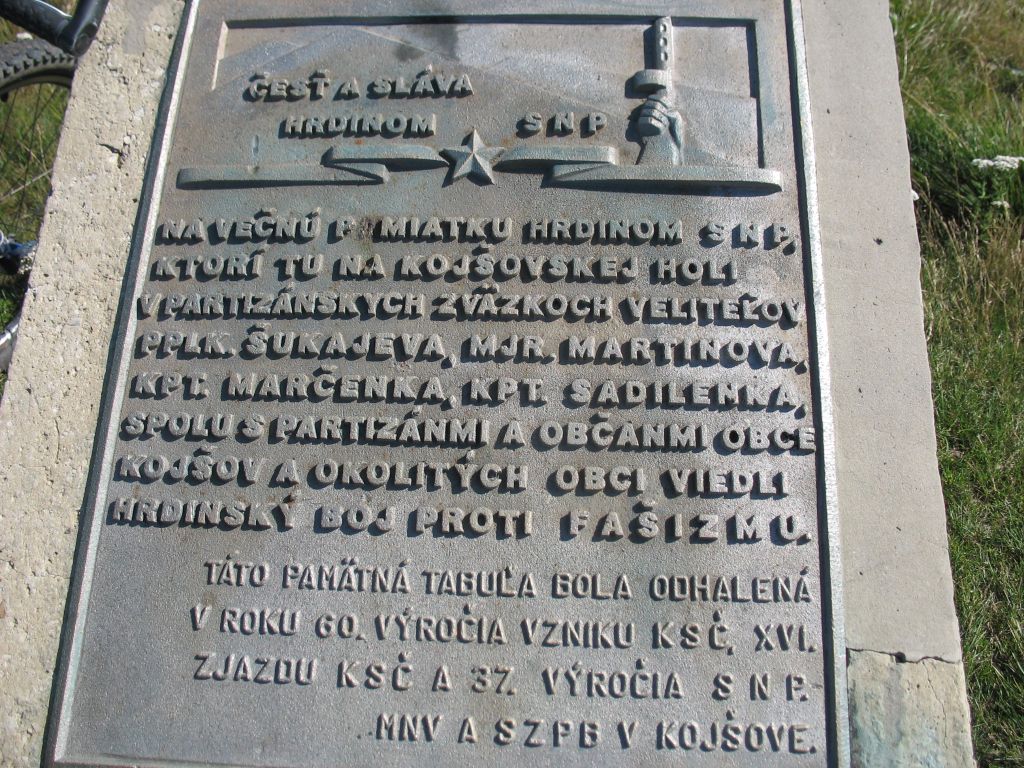 ČESŤ A SLÁVA
HRDINOM SNP
NA VEČNÚ P MIATKU HRDINOM SNP,
KTORÍ TU NA KOJŠOVSKEJ HOLI
V PARTIZÁNSKYCH ZVÄZKOCH VELITEĽOV
PPLK. ŠUKAJEVA, MJR. MARTINOVA,
KPT. MARČENKA, KPT. SADILENKA,
SPOLU S PARTIZÁNMI A OBČANMI OBCE
KOJŠOV A OKOLITÝCH OBCI VIEDLI
HRDINSKÝ BOJ PROTI FAŠIZMU.
TÁTO PAMÄTNÁ TABUĽA BOLA ODHALENÁ
V ROKU 60. VÝROČIA VZNIKU KSČ, XVI.
ZJAZDU KSČ A 37. VÝROČIA SNP.
MNV A SZPB V KOJŠOVE.